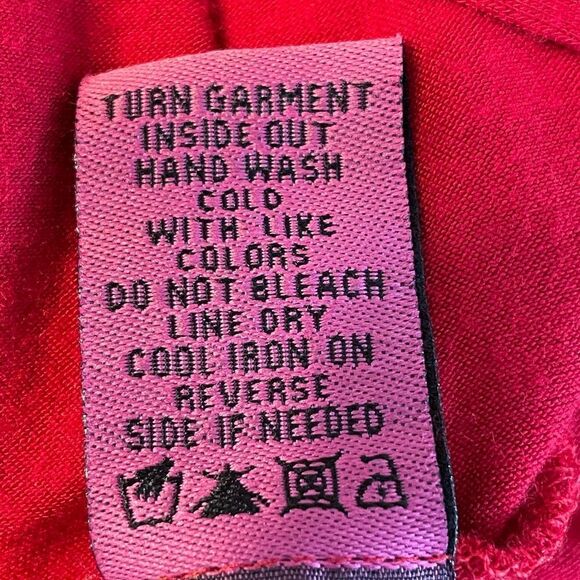 TURN GARMENT
INSIDE OUT
HAND WASH
COLD
WITH LIKE
COLORS
DO NOT BLEACH
LINE DRY
COOL IRON ON
REVERSE
SIDE IF NEEDED